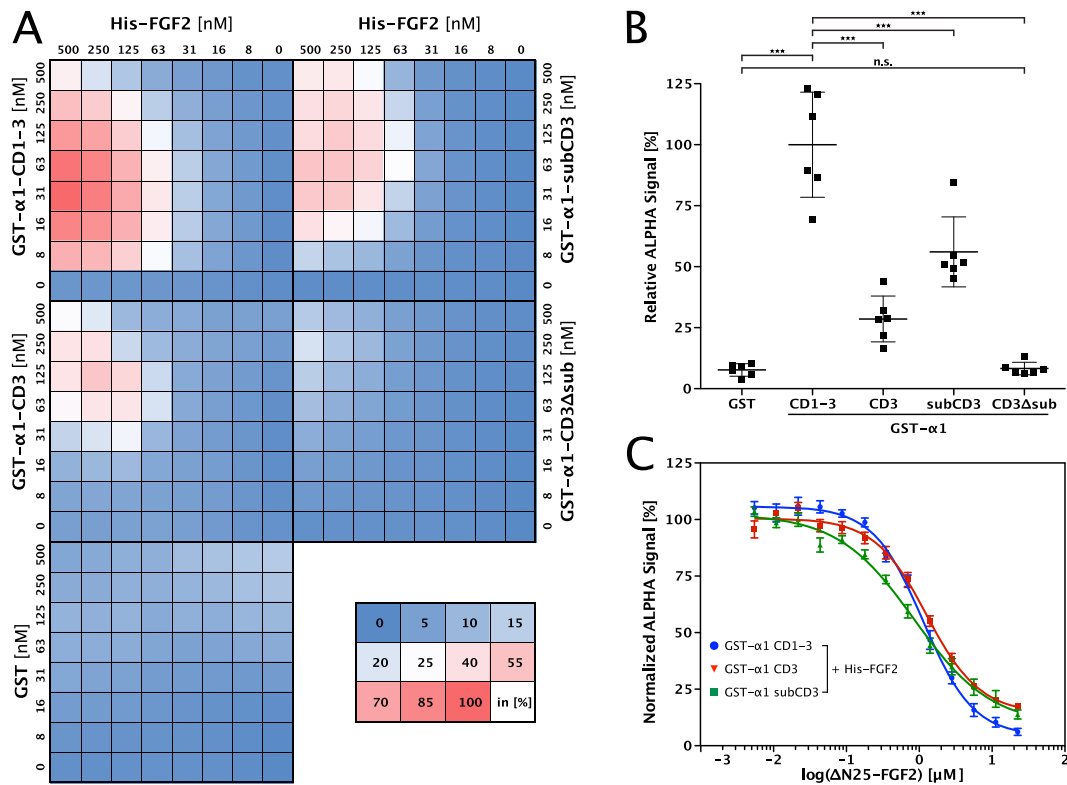 A
His-FGF2 [nM]
500 250 125 63 31 16 8 0
His-FGF2 [nM]
500 250 125 63 31 16 8 0
GST-α1-CD1-3 [nM]
500 250 125 63 31 16 8 0
GST-α1-subCD3 [nM]
500 250 125 63 31 16 8 0
GST-α1-CD3 [nM]
500 250 125 63 31 16 8 0
GST-α1-CD3Δsub [nM]
500 250 125 63 31 16 8 0
GST [nM]
500 250 125 63 31 16 8 0
0 5 10 15
20 25 40 55
70 85 100 in [%]
B
***
***
***
***
n.s.
Relative ALPHA Signal [%]
125
100
75
50
25
0
GST CD1-3 CD3 subCD3 CD3Δsub
GST-α1
C
Normalized ALPHA Signal [%]
125
100
75
50
25
0
GST-α1 CD1-3
GST-α1 CD3
GST-α1 subCD3
+ His-FGF2
-3 -2 -1 0 1 2
log(ΔN25-FGF2) [μM]